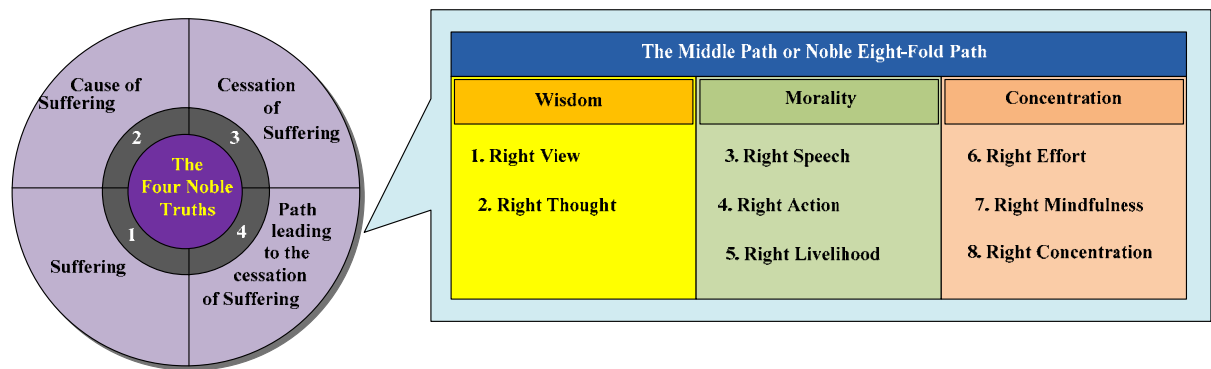 Cause of
Suffering
Cessation
of
Suffering
2
3
The
Four Noble
Truths
1
4
Suffering
Path
leading
to the
cessation
of Suffering
The Middle Path or Noble Eight-Fold Path
Wisdom
1. Right View
2. Right Thought
Morality
3. Right Speech
4. Right Action
5. Right Livelihood
Concentration
6. Right Effort
7. Right Mindfulness
8. Right Concentration